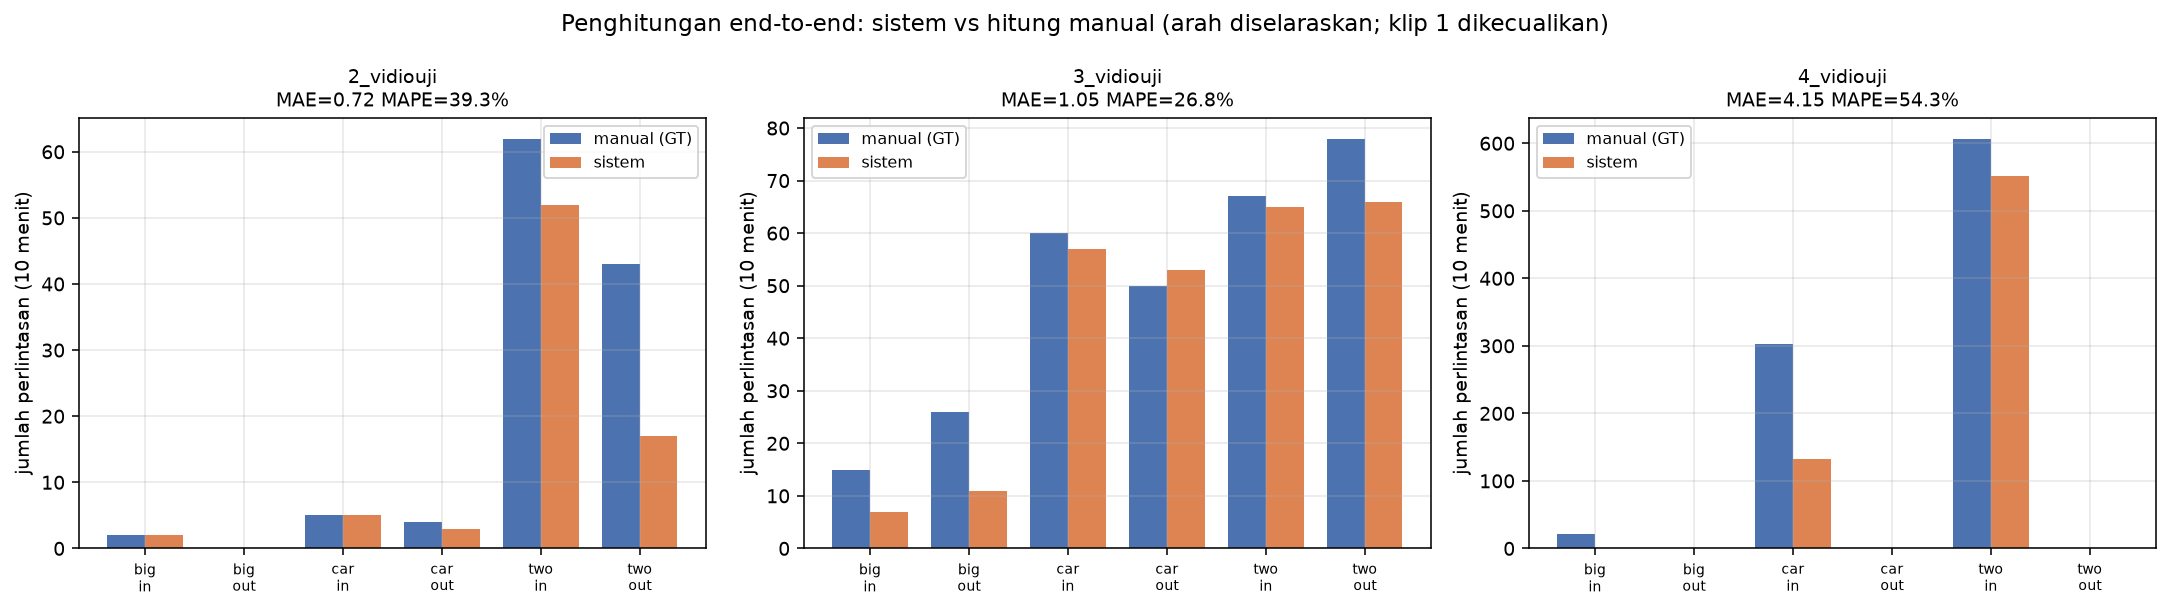 Penghitungan end-to-end: sistem vs hitung manual (arah diselaraskan; klip 1 dikecualikan)
2_vidiouji
MAE=0.72 MAPE=39.3%
jumlah perlintasan (10 menit)
60
50
40
30
20
10
0
manual (GT)
sistem
big
in
big
out
car
in
car
out
two
in
two
out
3_vidiouji
MAE=1.05 MAPE=26.8%
jumlah perlintasan (10 menit)
80
70
60
50
40
30
20
10
0
manual (GT)
sistem
big
in
big
out
car
in
car
out
two
in
two
out
4_vidiouji
MAE=4.15 MAPE=54.3%
jumlah perlintasan (10 menit)
600
500
400
300
200
100
0
manual (GT)
sistem
big
in
big
out
car
in
car
out
two
in
two
out